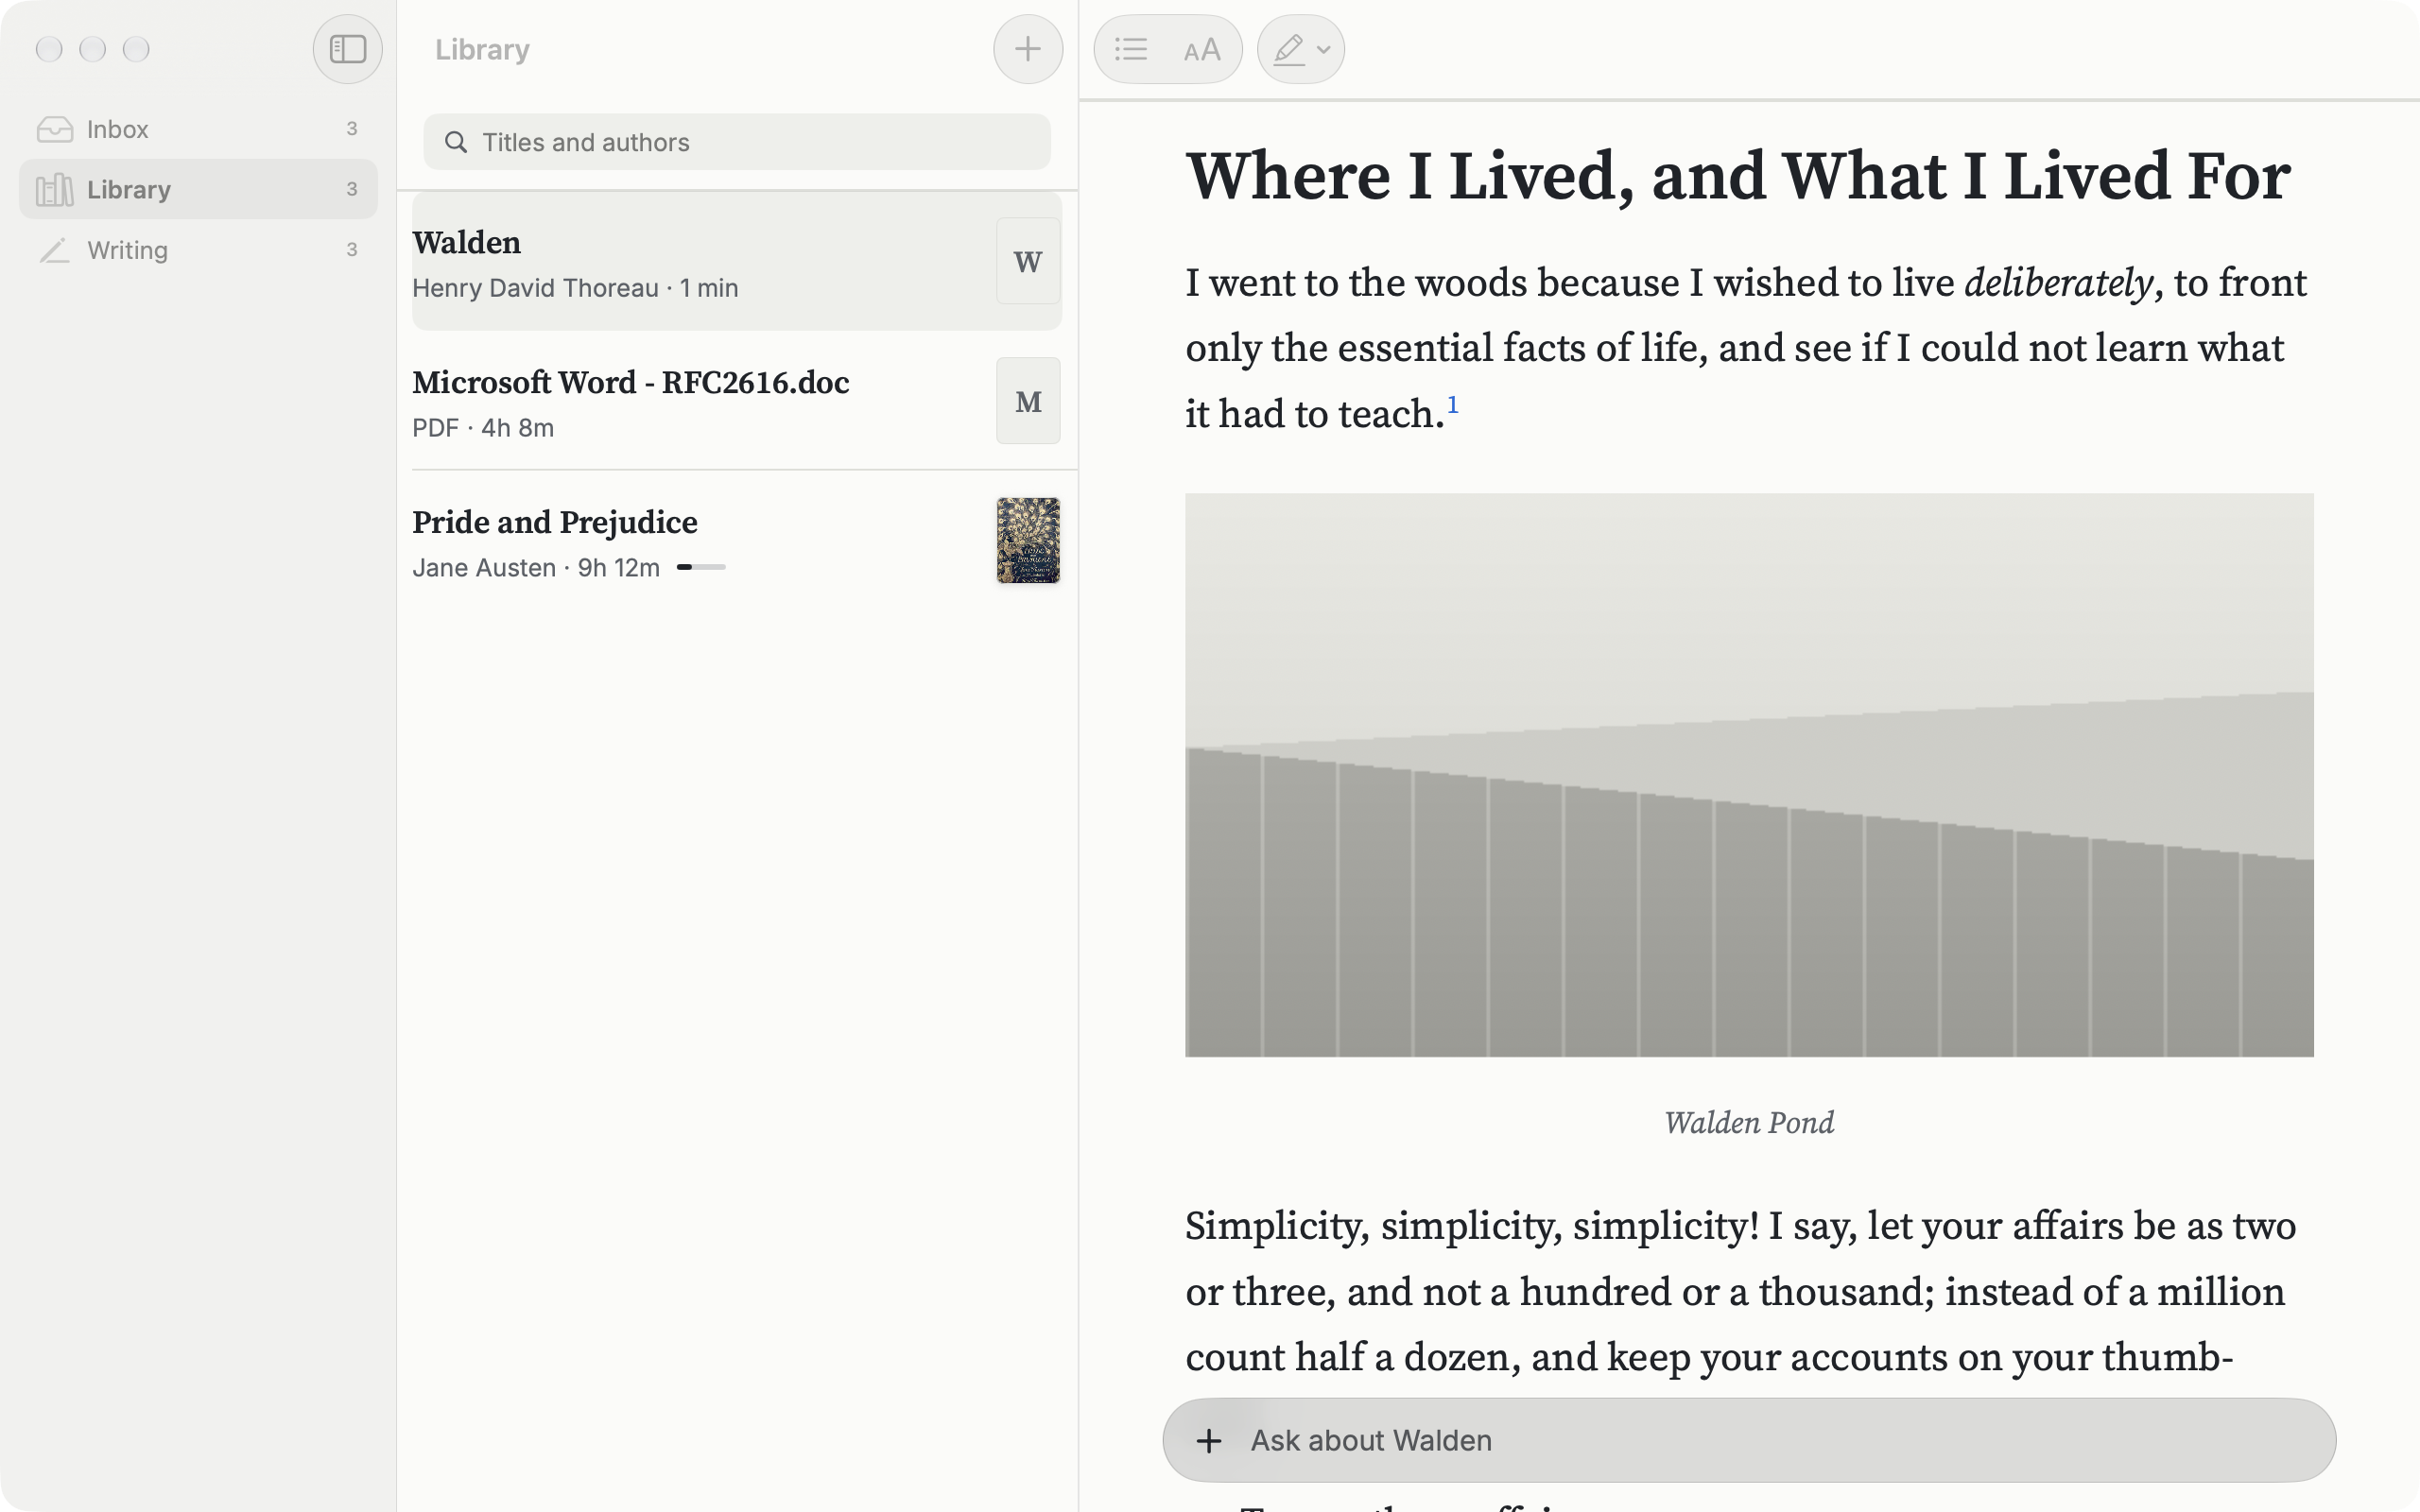 Library
Inbox 3
Library 3
Writing 3
Titles and authors
Walden
Henry David Thoreau · 1 min
W
Microsoft Word - RFC2616.doc
PDF · 4h 8m
M
Pride and Prejudice
Jane Austen · 9h 12m
AA
Where I Lived, and What I Lived For
I went to the woods because I wished to live deliberately, to front
only the essential facts of life, and see if I could not learn what
it had to teach.1
Walden Pond
Simplicity, simplicity, simplicity! I say, let your affairs be as two
or three, and not a hundred or a thousand; instead of a million
count half a dozen, and keep your accounts on your thumb-
Ask about Walden